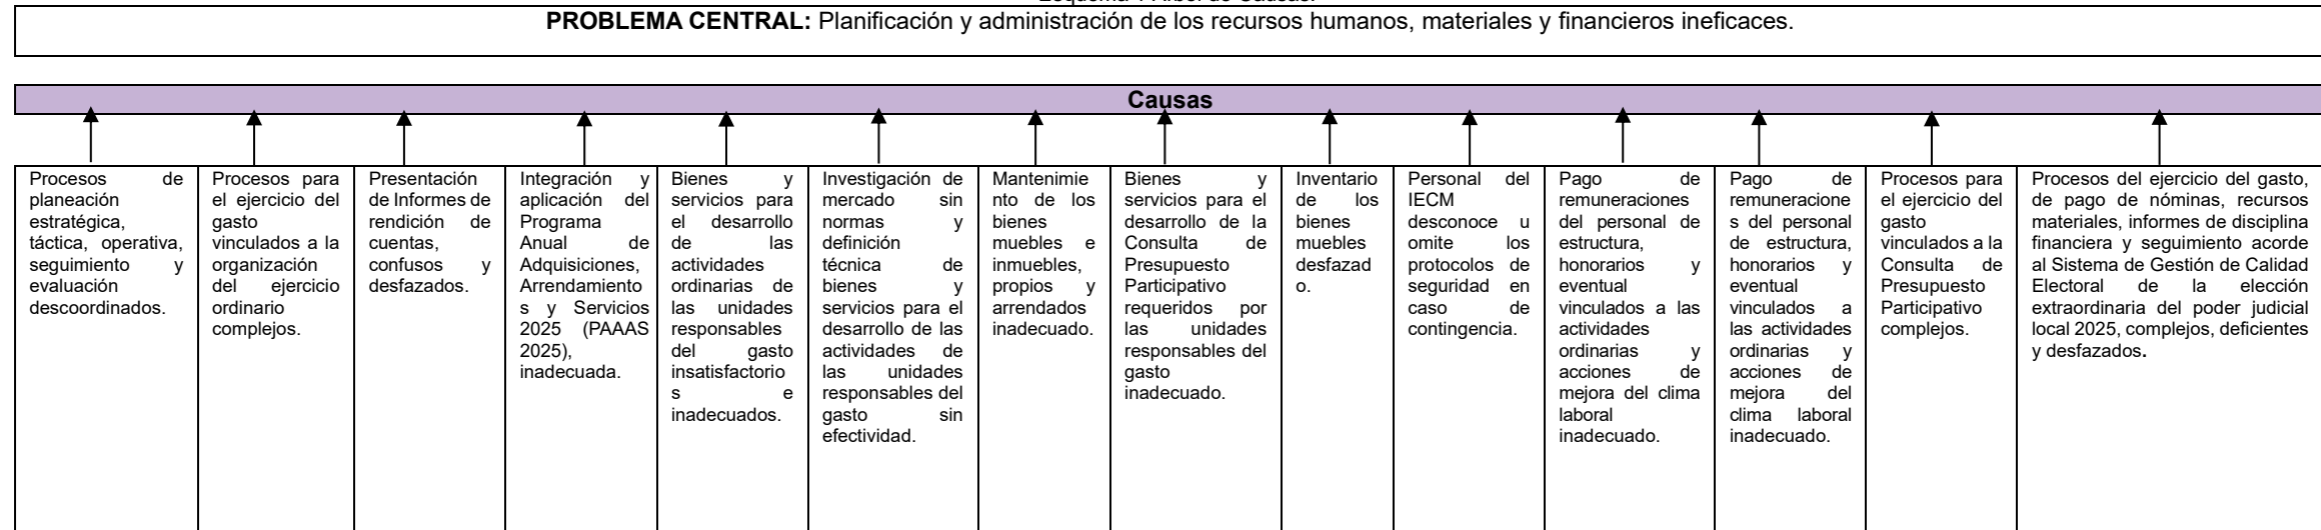 Esquema 1 Árbol de Causas.
PROBLEMA CENTRAL: Planificación y administración de los recursos humanos, materiales y financieros ineficaces.
Causas
Procesos de
planeación
estratégica,
táctica, operativa,
seguimiento y
evaluación
descoordinados.
Procesos para
el ejercicio del
gasto
vinculados a la
organización
del ejercicio
ordinario
complejos.
Presentación
de Informes de
rendición de
cuentas,
confusos y
desfazados.
Integración y
aplicación del
Programa
Anual de
Adquisiciones,
Arrendamiento
s y Servicios
2025 (PAAAS
2025),
inadecuada.
Bienes y
servicios para
el desarrollo
de las
actividades
ordinarias de
las unidades
responsables
del gasto
insatisfactorio
s e
inadecuados.
Investigación de
mercado sin
normas y
definición
técnica de
bienes y
servicios para el
desarrollo de las
actividades de
las unidades
responsables del
gasto sin
efectividad.
Mantenimie
nto de los
bienes
muebles e
inmuebles,
propios y
arrendados
inadecuado.
Bienes y
servicios para el
desarrollo de la
Consulta de
Presupuesto
Participativo
requeridos por
las unidades
responsables del
gasto
inadecuado.
Inventario
de los
bienes
muebles
desfazad
o.
Personal del
IECM
desconoce u
omite los
protocolos de
seguridad en
caso de
contingencia.
Pago de
remuneraciones
del personal de
estructura,
honorarios y
eventual
vinculados a las
actividades
ordinarias y
acciones de
mejora del clima
laboral
inadecuado.
Pago de
remuneracione
s del personal
de estructura,
honorarios y
eventual
vinculados a
las actividades
ordinarias y
acciones de
mejora del
clima laboral
inadecuado.
Procesos para
el ejercicio del
gasto
vinculados a la
Consulta de
Presupuesto
Participativo
complejos.
Procesos del ejercicio del gasto,
de pago de nóminas, recursos
materiales, informes de disciplina
financiera y seguimiento acorde
al Sistema de Gestión de Calidad
Electoral de la elección
extraordinaria del poder judicial
local 2025, complejos, deficientes
y desfazados.